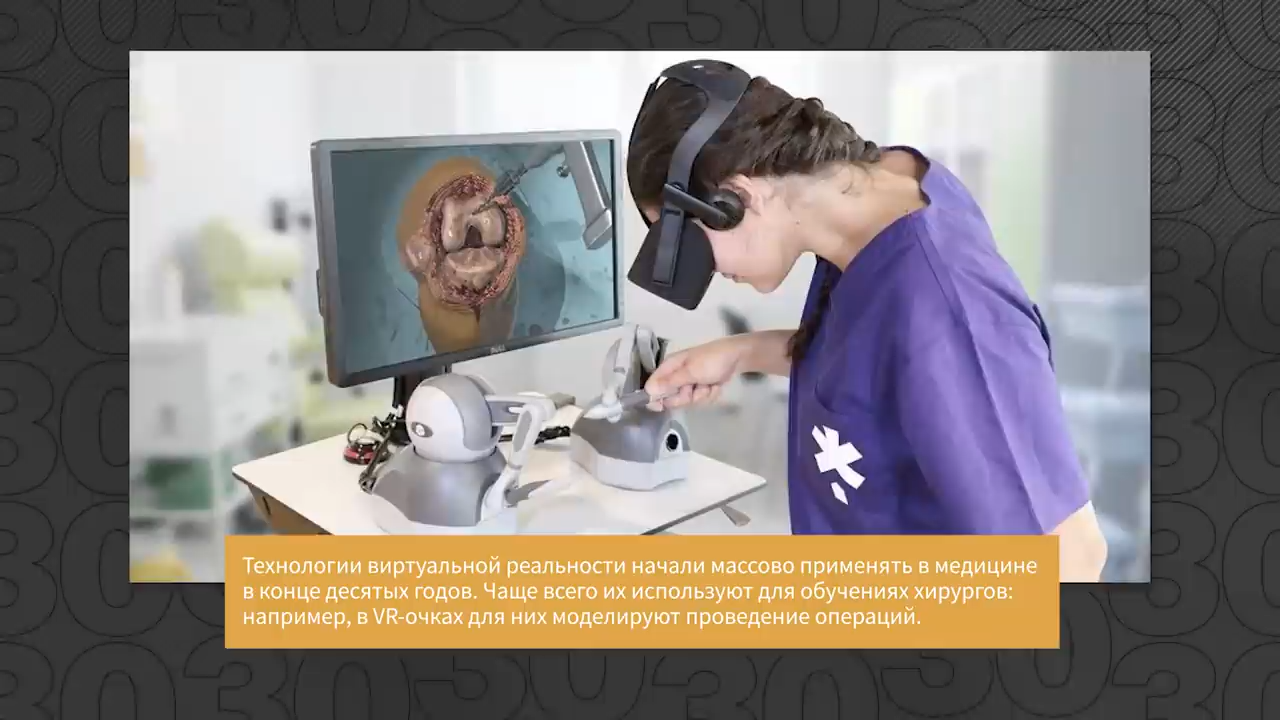 Технологии виртуальной реальности начали массово применять в медицине
в конце десятых годов. Чаще всего их используют для обучениях хирургов:
например, в VR-очках для них моделируют проведение операций.